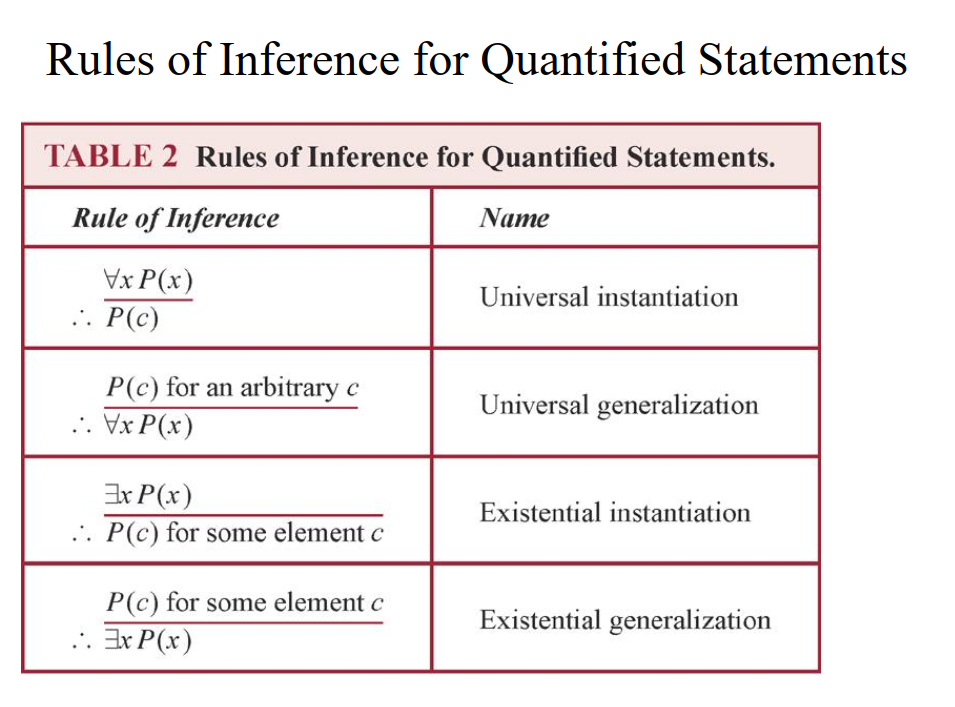 Rules of Inference for Quantified Statements
TABLE 2 Rules of Inference for Quantified Statements.
Rule of Inference Name
∀x P(x)
∴ P(c)
Universal instantiation
P(c) for an arbitrary c
∴ ∀x P(x)
Universal generalization
∃x P(x)
∴ P(c) for some element c
Existential instantiation
P(c) for some element c
∴ ∃x P(x)
Existential generalization